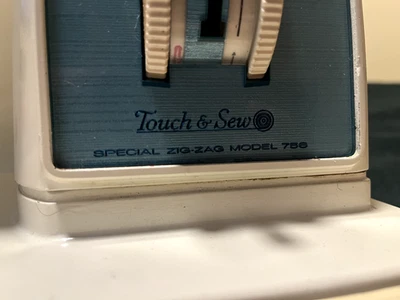 Touch & Sew
SPECIAL ZIG-ZAG MODEL 756